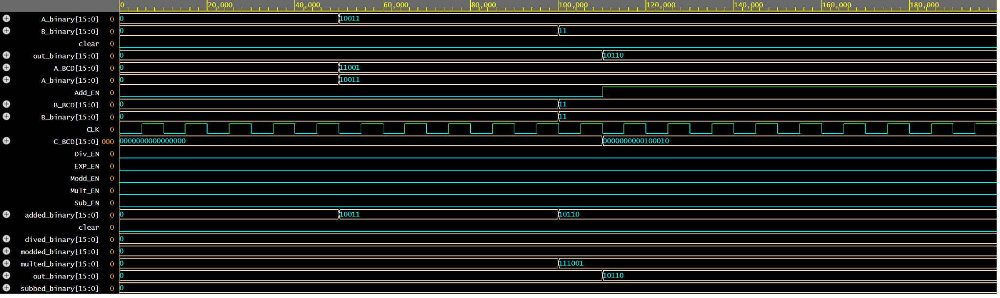 0 20,000 40,000 60,000 80,000 100,000 120,000 140,000 160,000 180,000
A_binary[15:0] 0 0 10011
B_binary[15:0] 0 0 11
clear 0
out_binary[15:0] 0 0 10110
A_BCD[15:0] 0 0 11001
A_binary[15:0] 0 0 10011
Add_EN 0
B_BCD[15:0] 0 0 11
B_binary[15:0] 0 0 11
CLK 0
C_BCD[15:0] 000 0000000000000000 0000000000100010
Div_EN 0
EXP_EN 0
Modd_EN 0
Mult_EN 0
Sub_EN 0
added_binary[15:0] 0 0 10011 10110
clear 0
dived_binary[15:0] 0 0
modded_binary[15:0] 0 0
multed_binary[15:0] 0 0 111001
out_binary[15:0] 0 0 10110
subbed_binary[15:0] 0 0